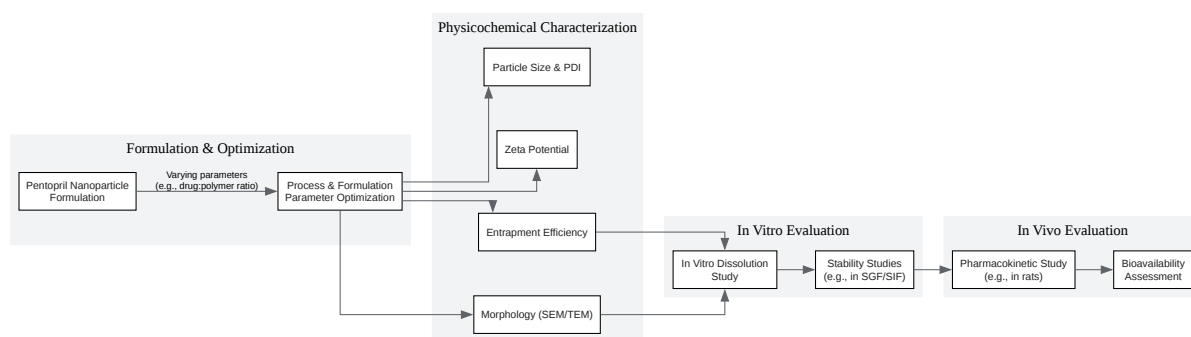 Physicochemical Characterization
Particle Size & PDI
Zeta Potential
Entrapment Efficiency
Morphology (SEM/TEM)
Formulation & Optimization
Pentopril Nanoparticle
Formulation
Varying parameters
(e.g., drug:polymer ratio)
Process & Formulation
Parameter Optimization
In Vitro Evaluation
In Vitro Dissolution
Study
Stability Studies
(e.g., in SGF/SIF)
In Vivo Evaluation
Pharmacokinetic Study
(e.g., in rats)
Bioavailability
Assessment